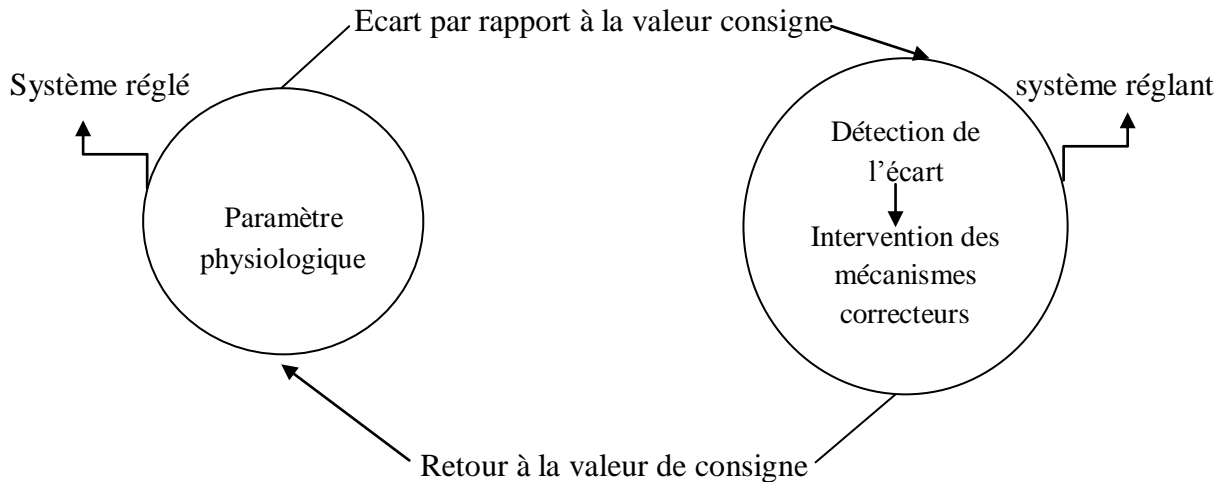 Ecart par rapport à la valeur consigne
Système réglé
système réglant
Détection de
l’écart
Paramètre
physiologique
Intervention des
mécanismes
correcteurs
Retour à la valeur de consigne